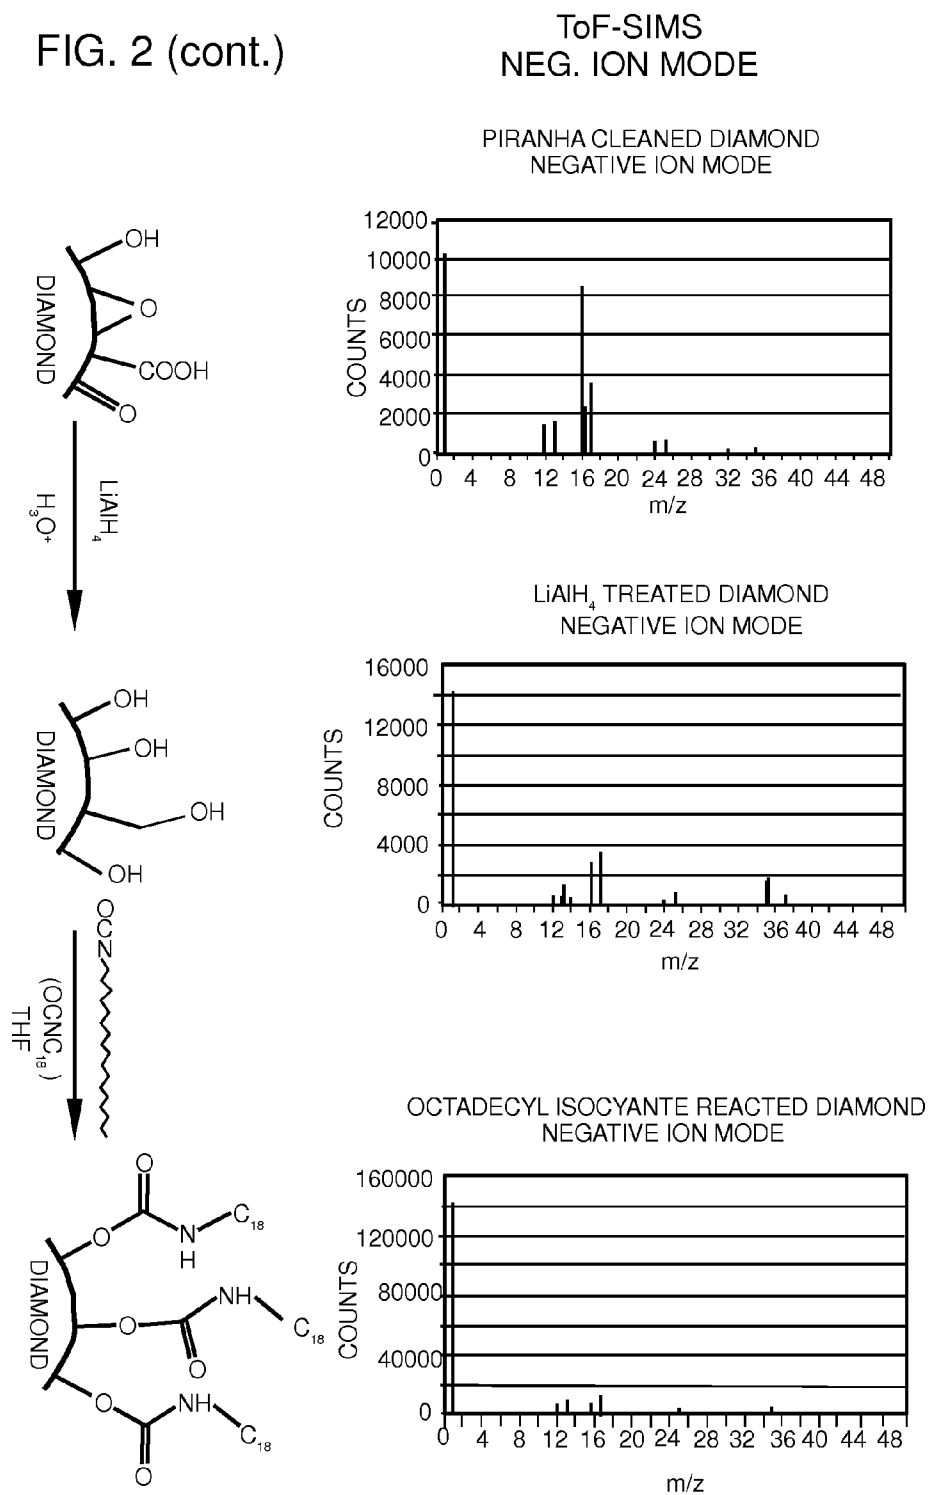 FIG. 2 (cont.)
ToF-SIMS
NEG. ION MODE
PIRANHA CLEANED DIAMOND
NEGATIVE ION MODE
12000
10000
8000
6000
4000
2000
0
COUNTS
0 4 8 12 16 20 24 28 32 36 40 44 48
m/z
DIAMOND
OH
O
COOH
O
LiAlH4
H3O+
LiAlH4 TREATED DIAMOND
NEGATIVE ION MODE
16000
12000
8000
4000
0
COUNTS
0 4 8 12 16 20 24 28 32 36 40 44 48
m/z
DIAMOND
OH
OH
OH
OH
OCN
(OCNC18)
THF
OCTADECYL ISOCYANTE REACTED DIAMOND
NEGATIVE ION MODE
160000
120000
80000
40000
0
COUNTS
0 4 8 12 16 20 24 28 32 36 40 44 48
m/z
DIAMOND
O
O
N
H
C18
O
NH
C18
O
O
NH
C18
O